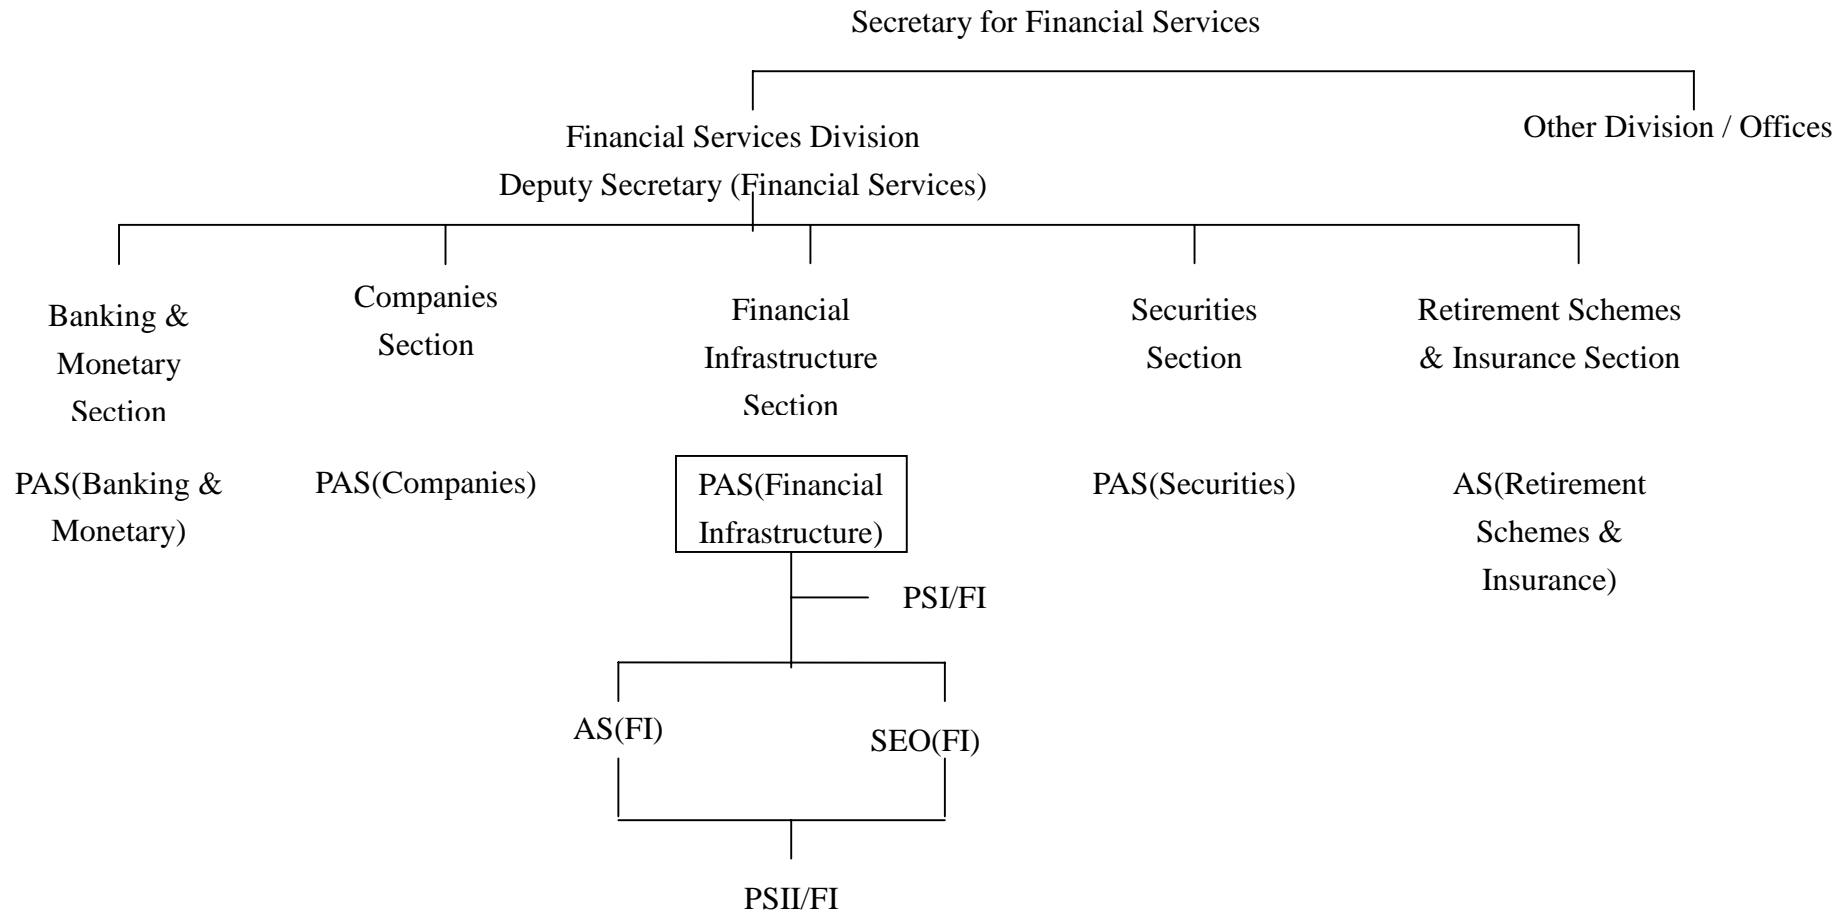 Secretary for Financial Services
Financial Services Division
Deputy Secretary (Financial Services)
Other Division / Offices
Banking &
Monetary
Section
Companies
Section
Financial
Infrastructure
Section
Securities
Section
Retirement Schemes
& Insurance Section
PAS(Banking &
Monetary)
PAS(Companies)
PAS(Financial
Infrastructure)
PAS(Securities)
AS(Retirement
Schemes &
Insurance)
PSI/FI
AS(FI)
SEO(FI)
PSII/FI